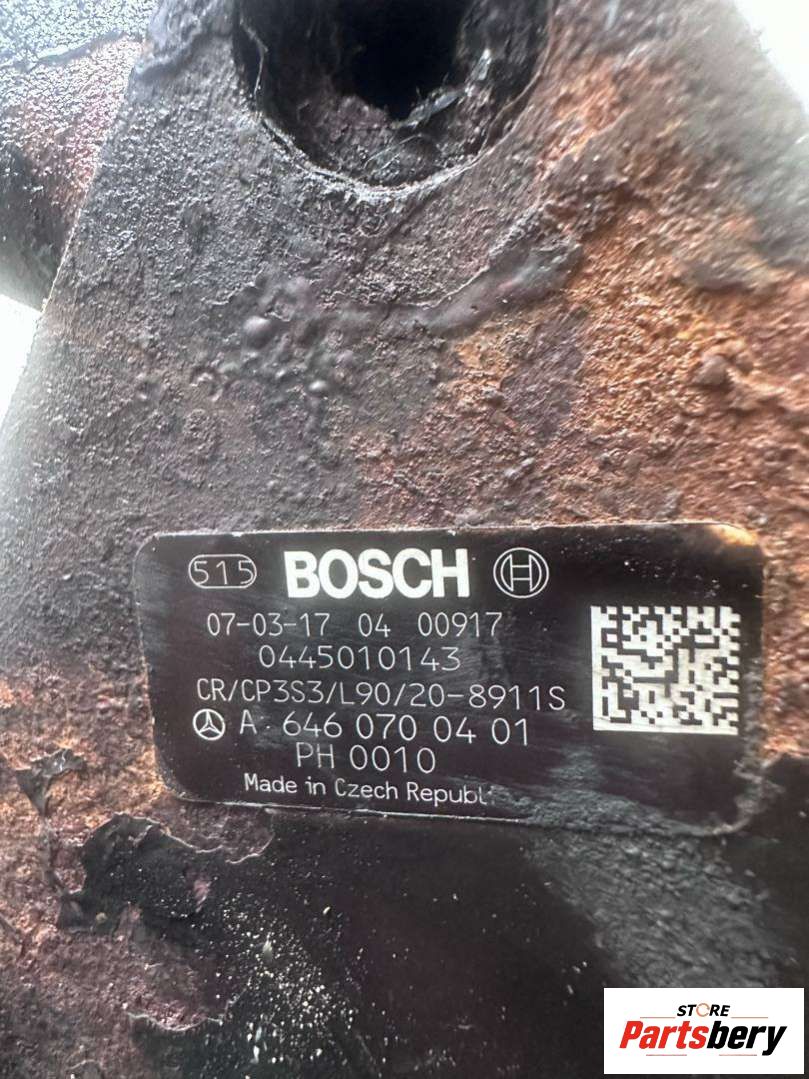 515 BOSCH
07-03-17 04 00917
0445010143
CR/CP3S3/L90/20-8911S
A 646 070 04 01
PH 0010
Made in Czech Republi
STORE
Partsbery